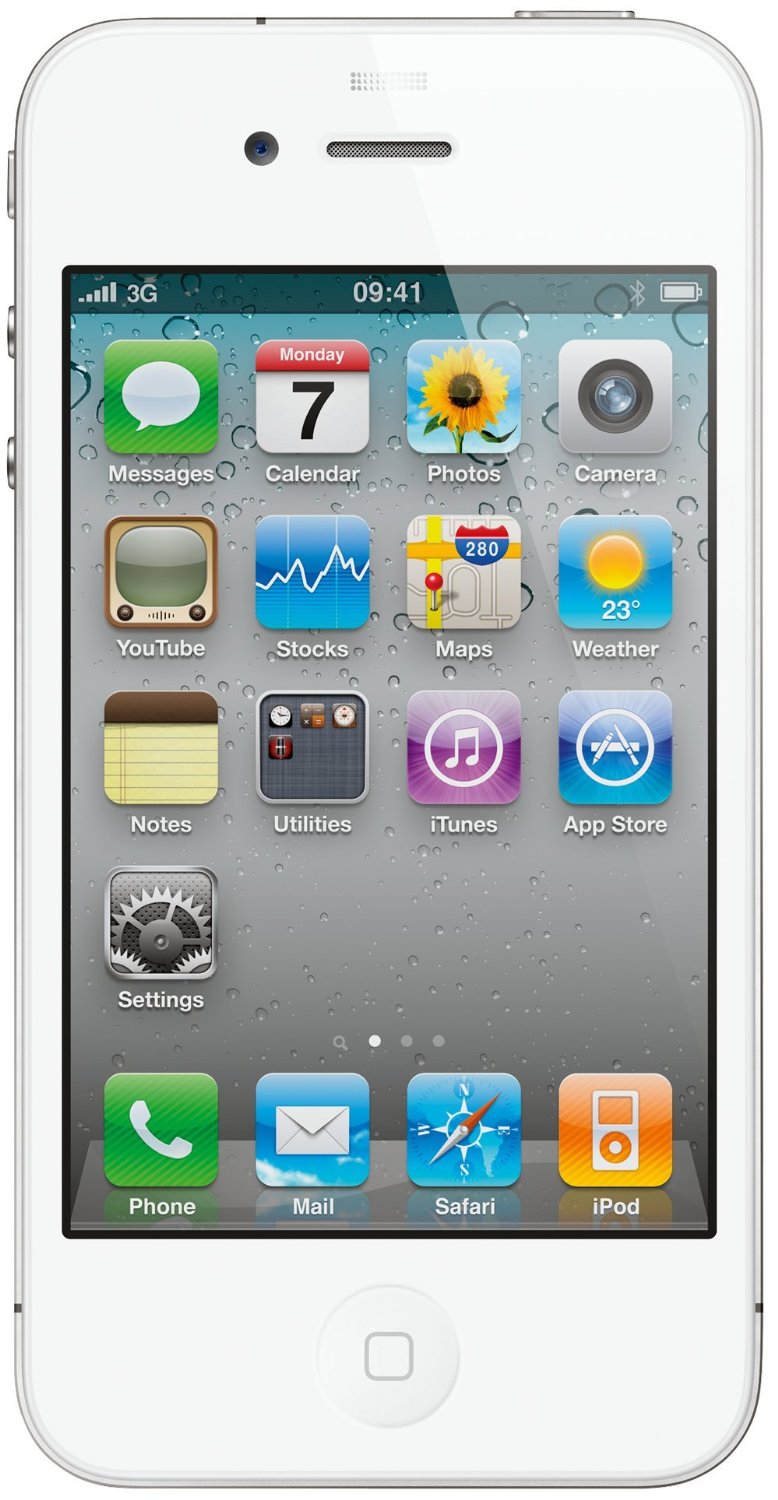 3G 09:41
Monday
7
Messages Calendar Photos Camera
280
23°
YouTube Stocks Maps Weather
Notes Utilities iTunes App Store
Settings
N
W E
S
Phone Mail Safari iPod